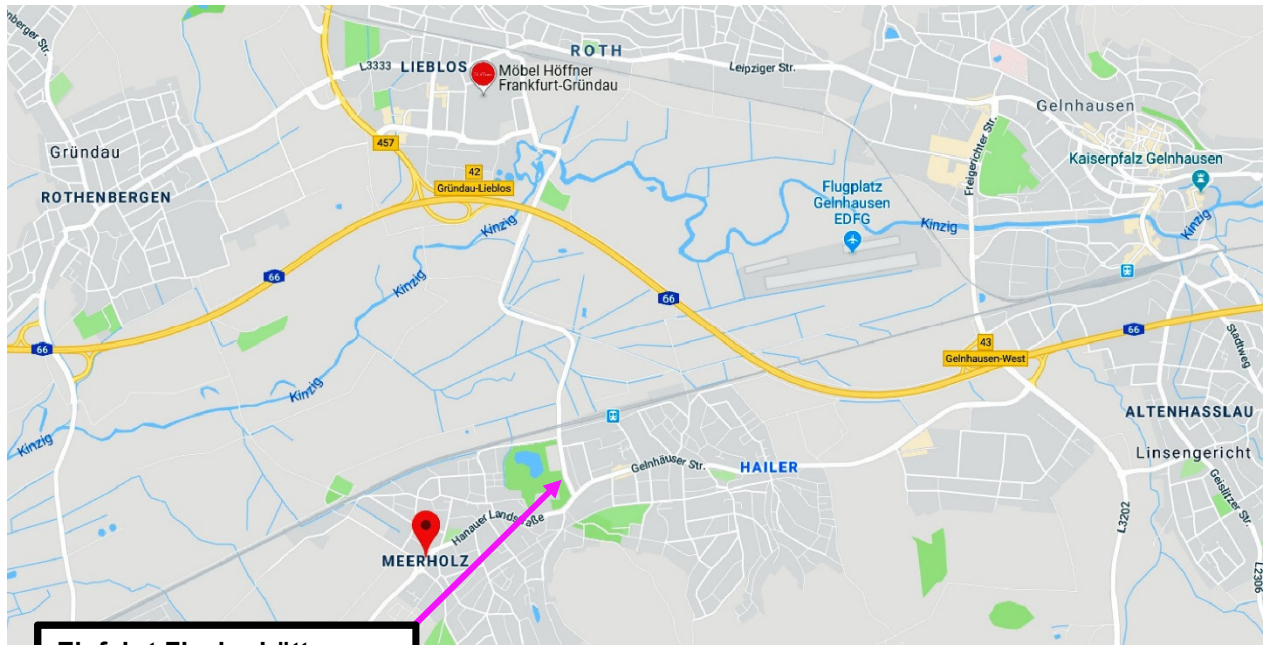 ROTH
L3333
LIEBLOS
Möbel Höffner
Frankfurt-Gründau
Leipziger Str.
Gelnhausen
Gründau
457
42
Gründau-Lieblos
Freigerichter Str.
Kaiserpfalz Gelnhausen
ROTHENBERGEN
Flugplatz
Gelnhausen
EDFG
Kinzig
Kinzig
Kinzig
Kinzig
66
66
66
66
43
Gelnhausen-West
Stadtweg
Kinzig
Kinzig
ALTENHASSLAU
Linsengericht
Gelnhäuser Str.
HAILER
Geislitzer Str.
Hanauer Landstraße
L3202
MEERHOLZ
L2306